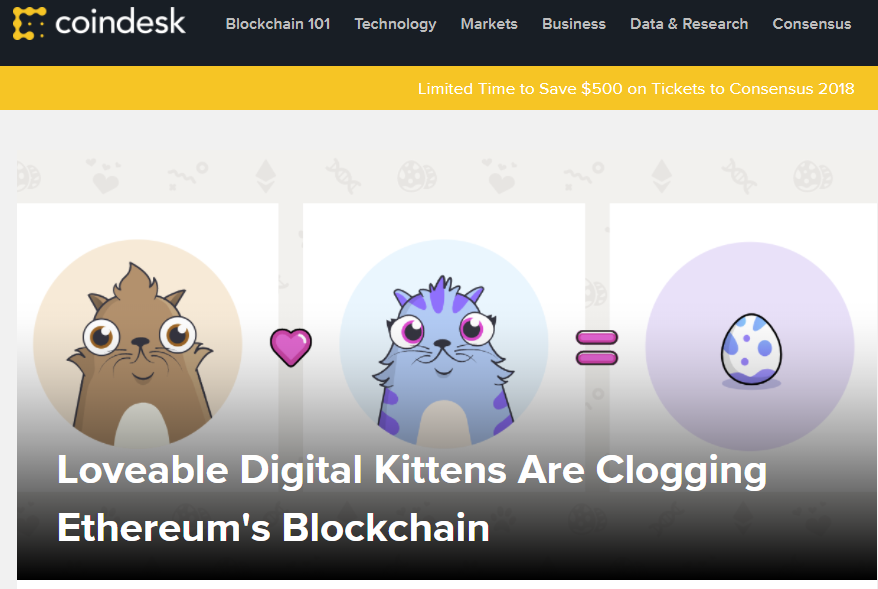 coindesk
Blockchain 101 Technology Markets Business Data & Research Consensus
Limited Time to Save $500 on Tickets to Consensus 2018
Loveable Digital Kittens Are Clogging
Ethereum's Blockchain